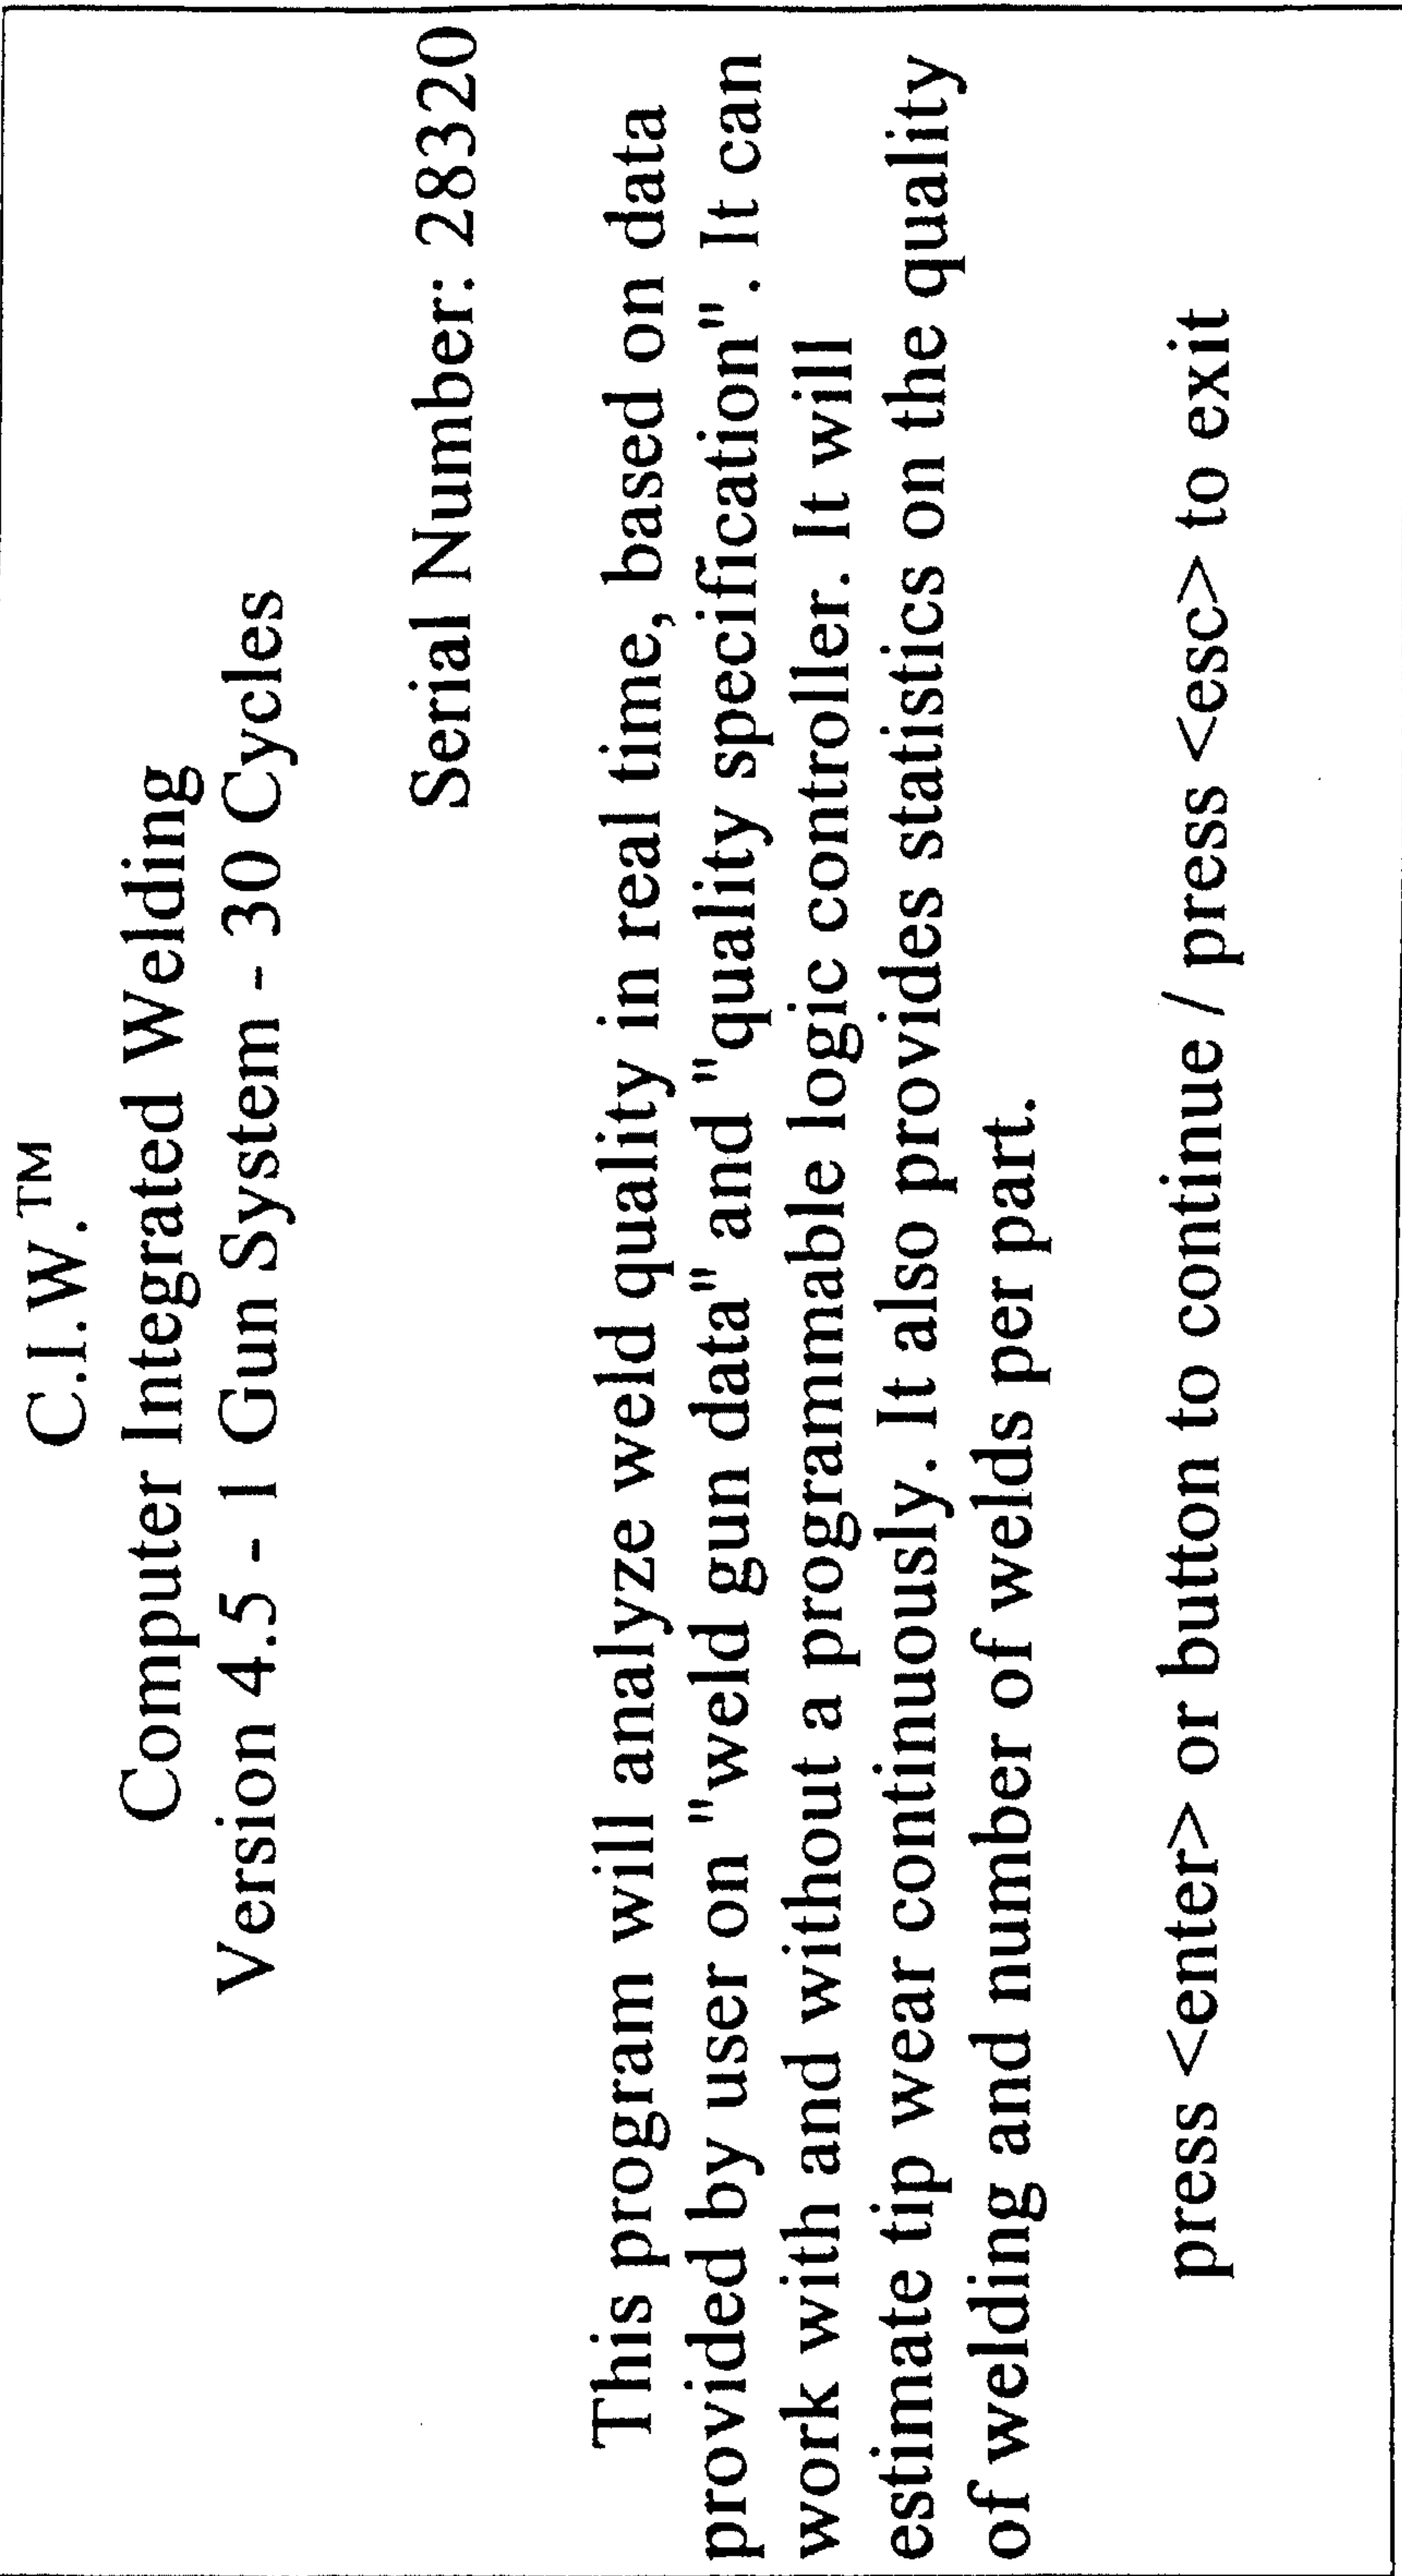 C.I.W.™
Computer Integrated Welding
Version 4.5 - 1 Gun System - 30 Cycles
Serial Number: 28320
This program will analyze weld quality in real time, based on data
provided by user on "weld gun data" and "quality specification". It can
work with and without a programmable logic controller. It will
estimate tip wear continuously. It also provides statistics on the quality
of welding and number of welds per part.
press <enter> or button to continue / press <esc> to exit